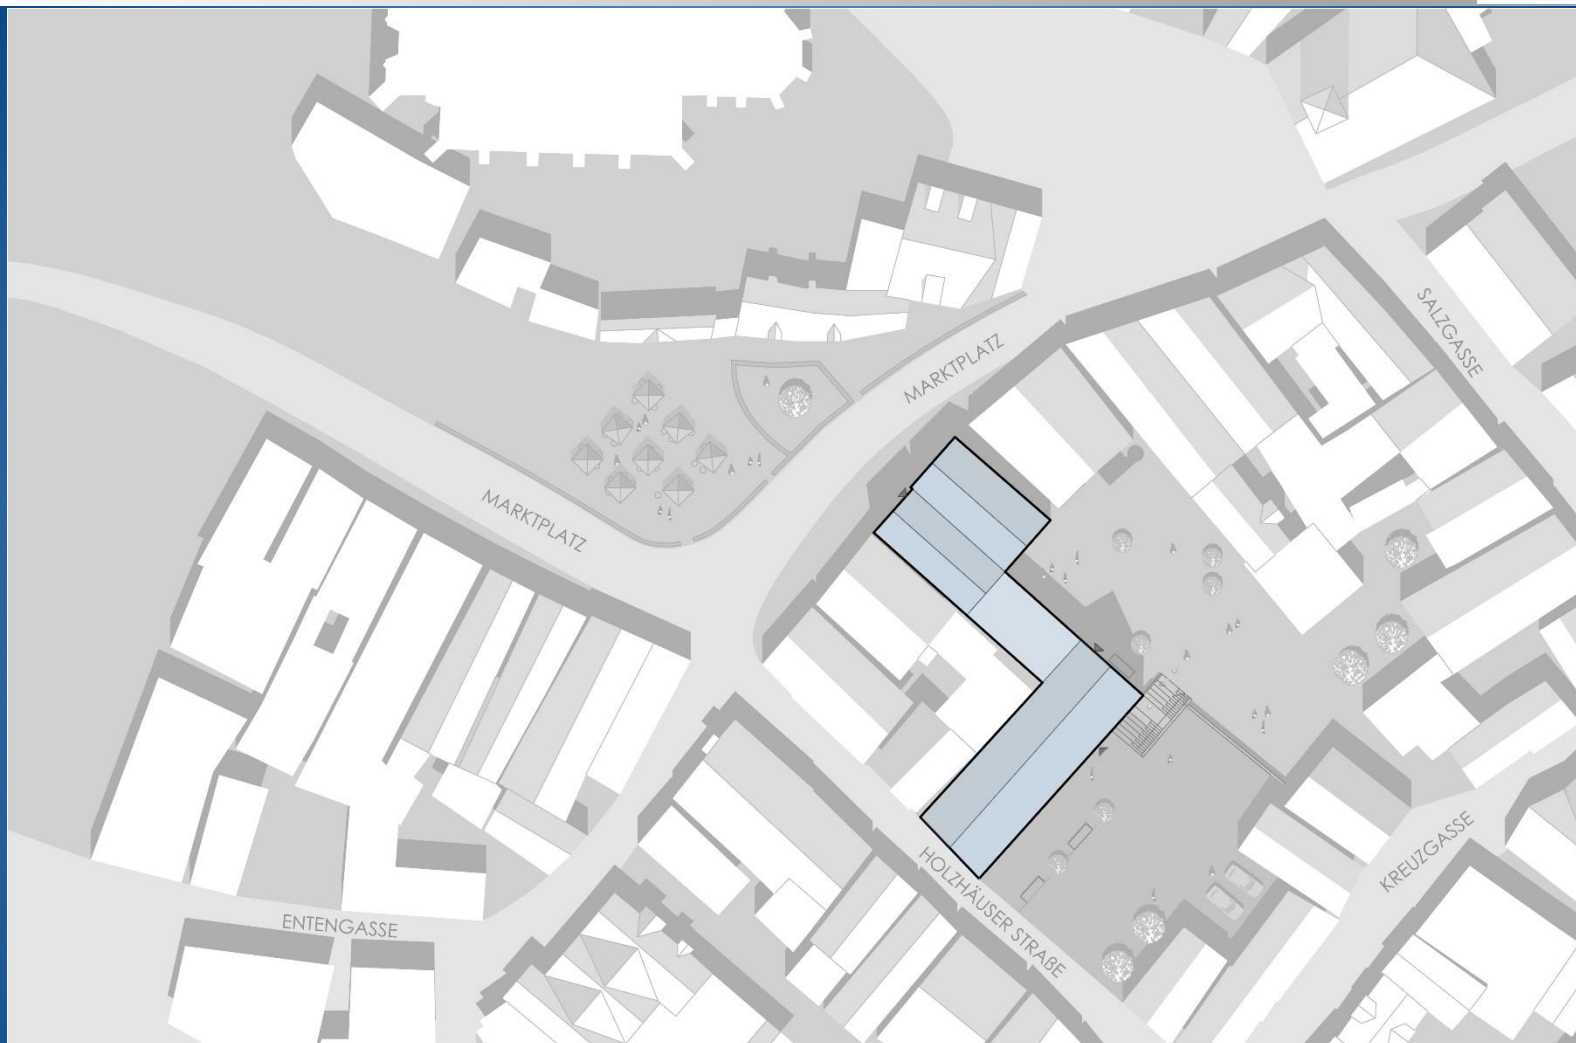 SALZGASSE
MARKTPLATZ
MARKTPLATZ
HOLZHÄUSER STRAßE
KREUZGASSE
ENTENGASSE